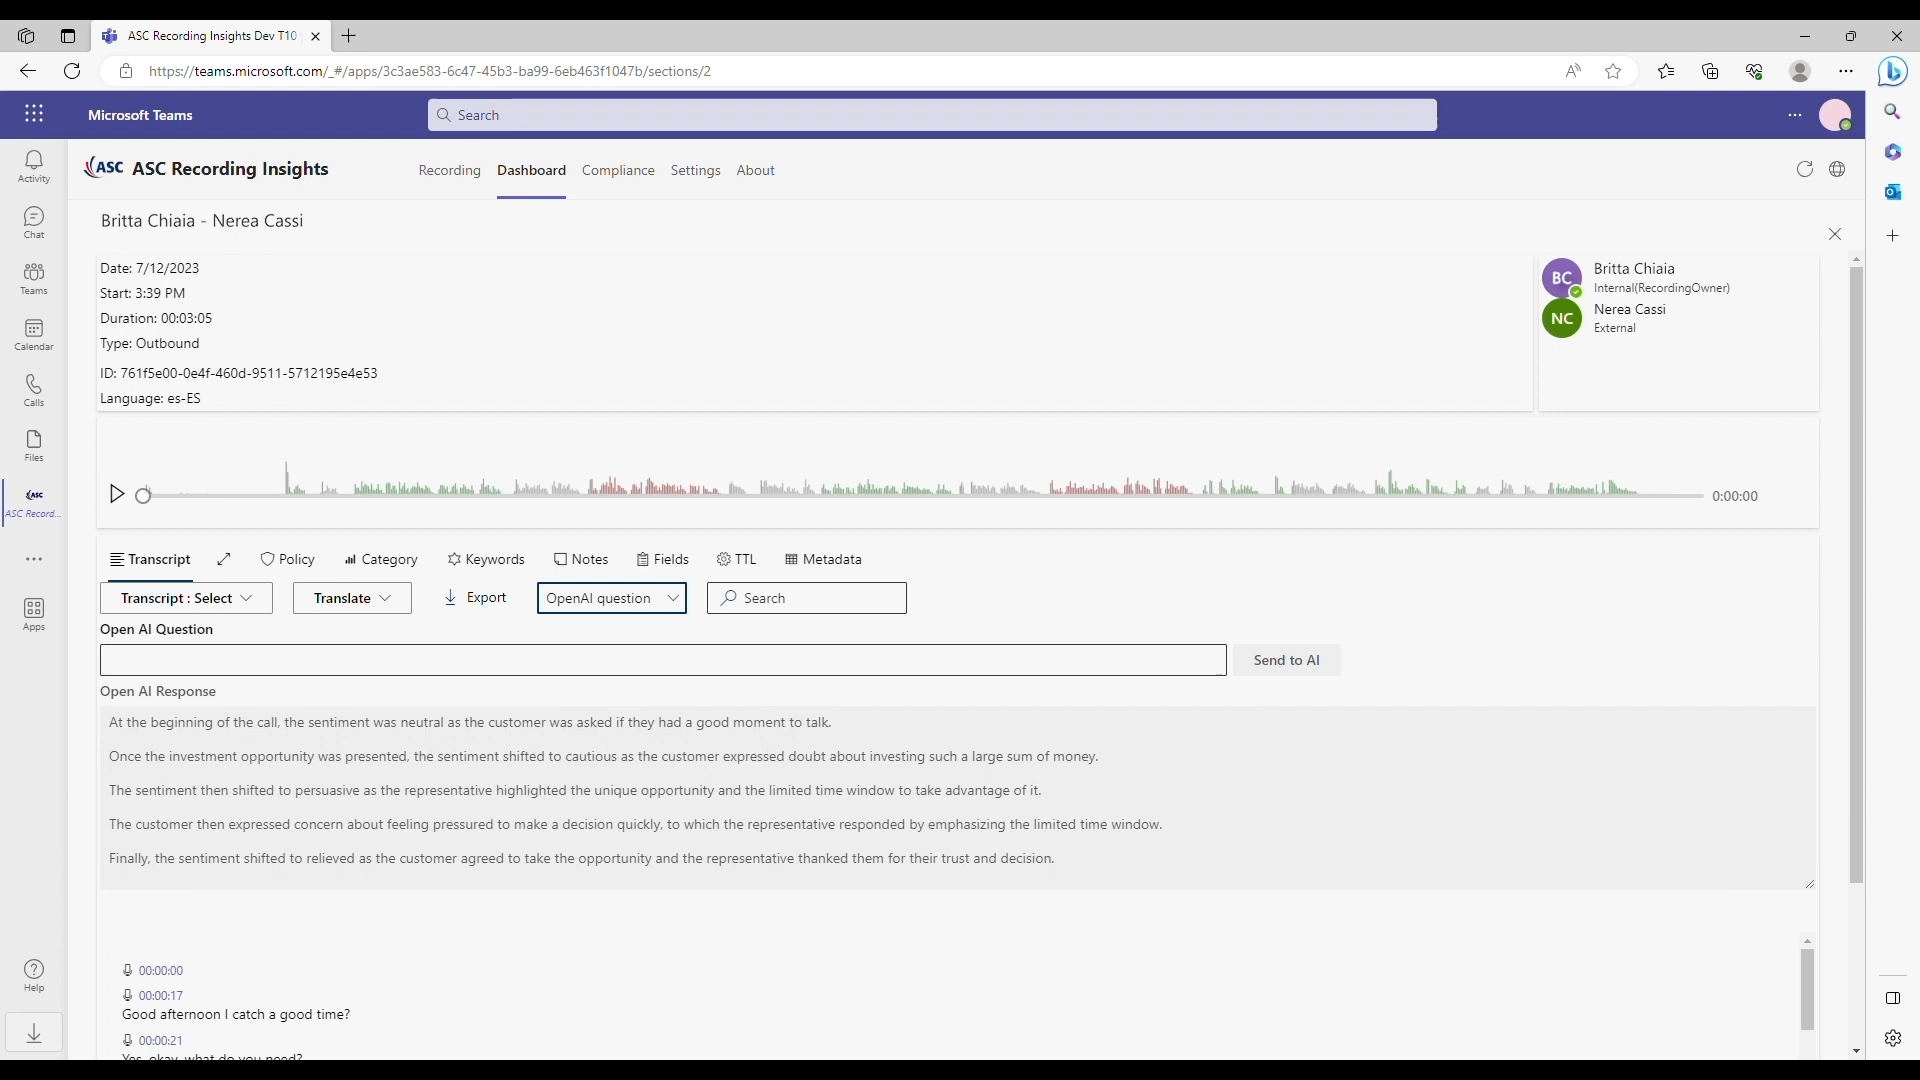 ASC Recording Insights Dev T10
https://teams.microsoft.com/_#/apps/3c3ae583-6c47-45b3-ba99-6eb463f1047b/sections/2
Microsoft Teams
Search
Activity
Chat
Teams
Calendar
Calls
Files
ASC
ASC Record...
Apps
Help
ASC ASC Recording Insights
Recording Dashboard Compliance Settings About
Britta Chiaia - Nerea Cassi
Date: 7/12/2023
Start: 3:39 PM
Duration: 00:03:05
Type: Outbound
ID: 761f5e00-0e4f-460d-9511-5712195e4e53
Language: es-ES
BC Britta Chiaia
Internal(RecordingOwner)
NC Nerea Cassi
External
0:00:00
Transcript Policy Category Keywords Notes Fields TTL Metadata
Transcript : Select Translate Export OpenAI question Search
Open AI Question
Send to AI
Open AI Response
At the beginning of the call, the sentiment was neutral as the customer was asked if they had a good moment to talk.
Once the investment opportunity was presented, the sentiment shifted to cautious as the customer expressed doubt about investing such a large sum of money.
The sentiment then shifted to persuasive as the representative highlighted the unique opportunity and the limited time window to take advantage of it.
The customer then expressed concern about feeling pressured to make a decision quickly, to which the representative responded by emphasizing the limited time window.
Finally, the sentiment shifted to relieved as the customer agreed to take the opportunity and the representative thanked them for their trust and decision.
00:00:00
00:00:17
Good afternoon I catch a good time?
00:00:21
Yes, okay, what do you need?